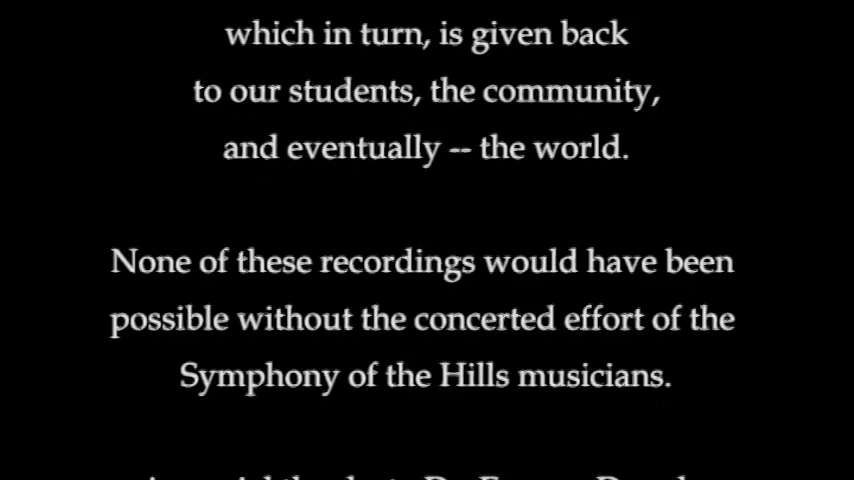 which in turn, is given back
to our students, the community,
and eventually -- the world.
None of these recordings would have been
possible without the concerted effort of the
Symphony of the Hills musicians.